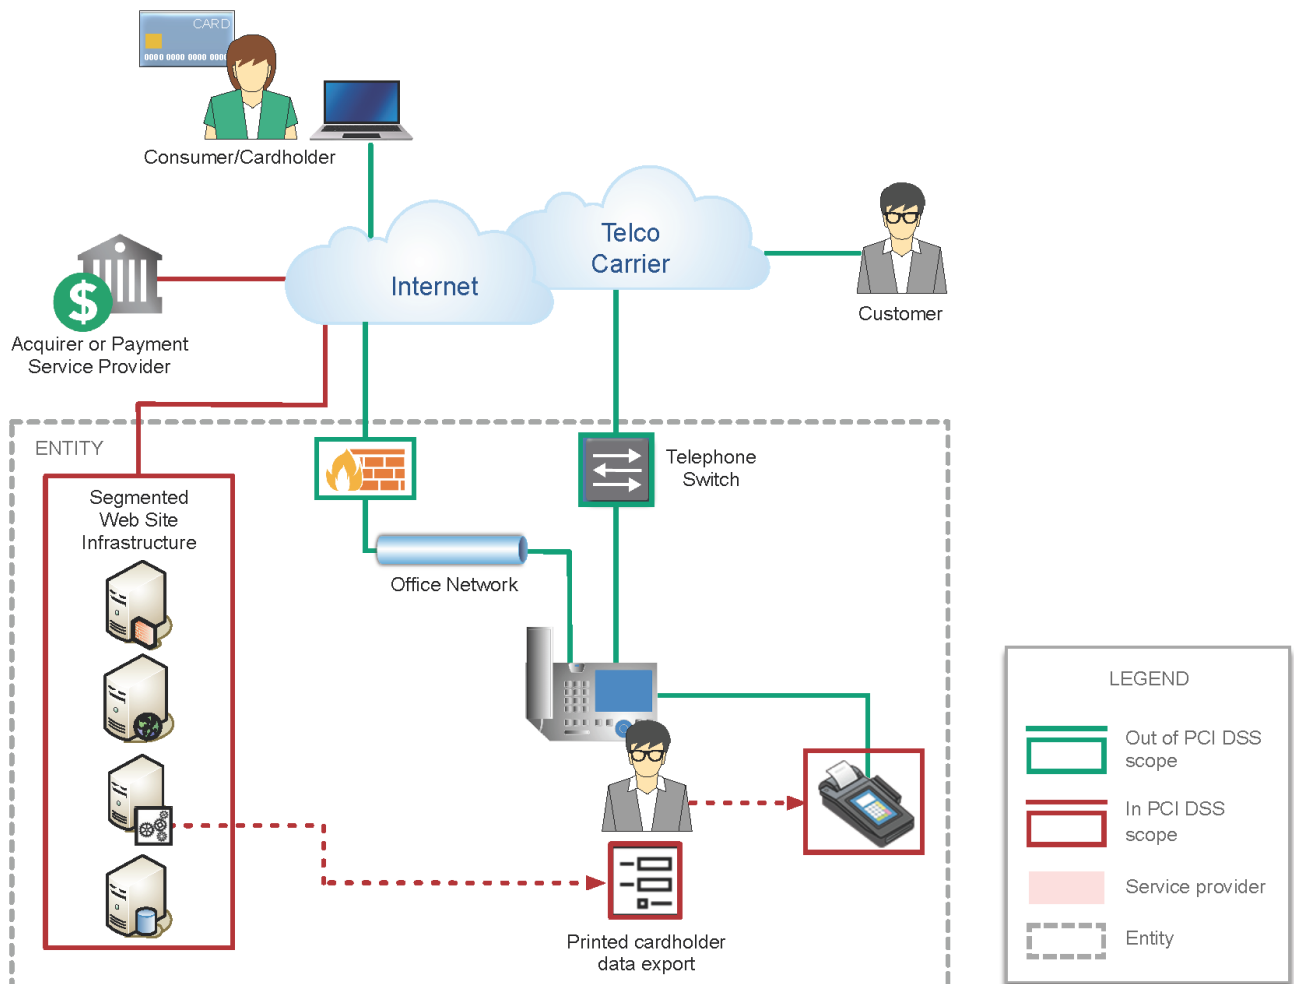 CARD
0000 0000 0000 0000
Consumer/Cardholder
Telco
Carrier
Internet
Customer
$
Acquirer or Payment
Service Provider
ENTITY
Telephone
Switch
Segmented
Web Site
Infrastructure
Office Network
Printed cardholder
data export
LEGEND
Out of PCI DSS
scope
In PCI DSS
scope
Service provider
Entity